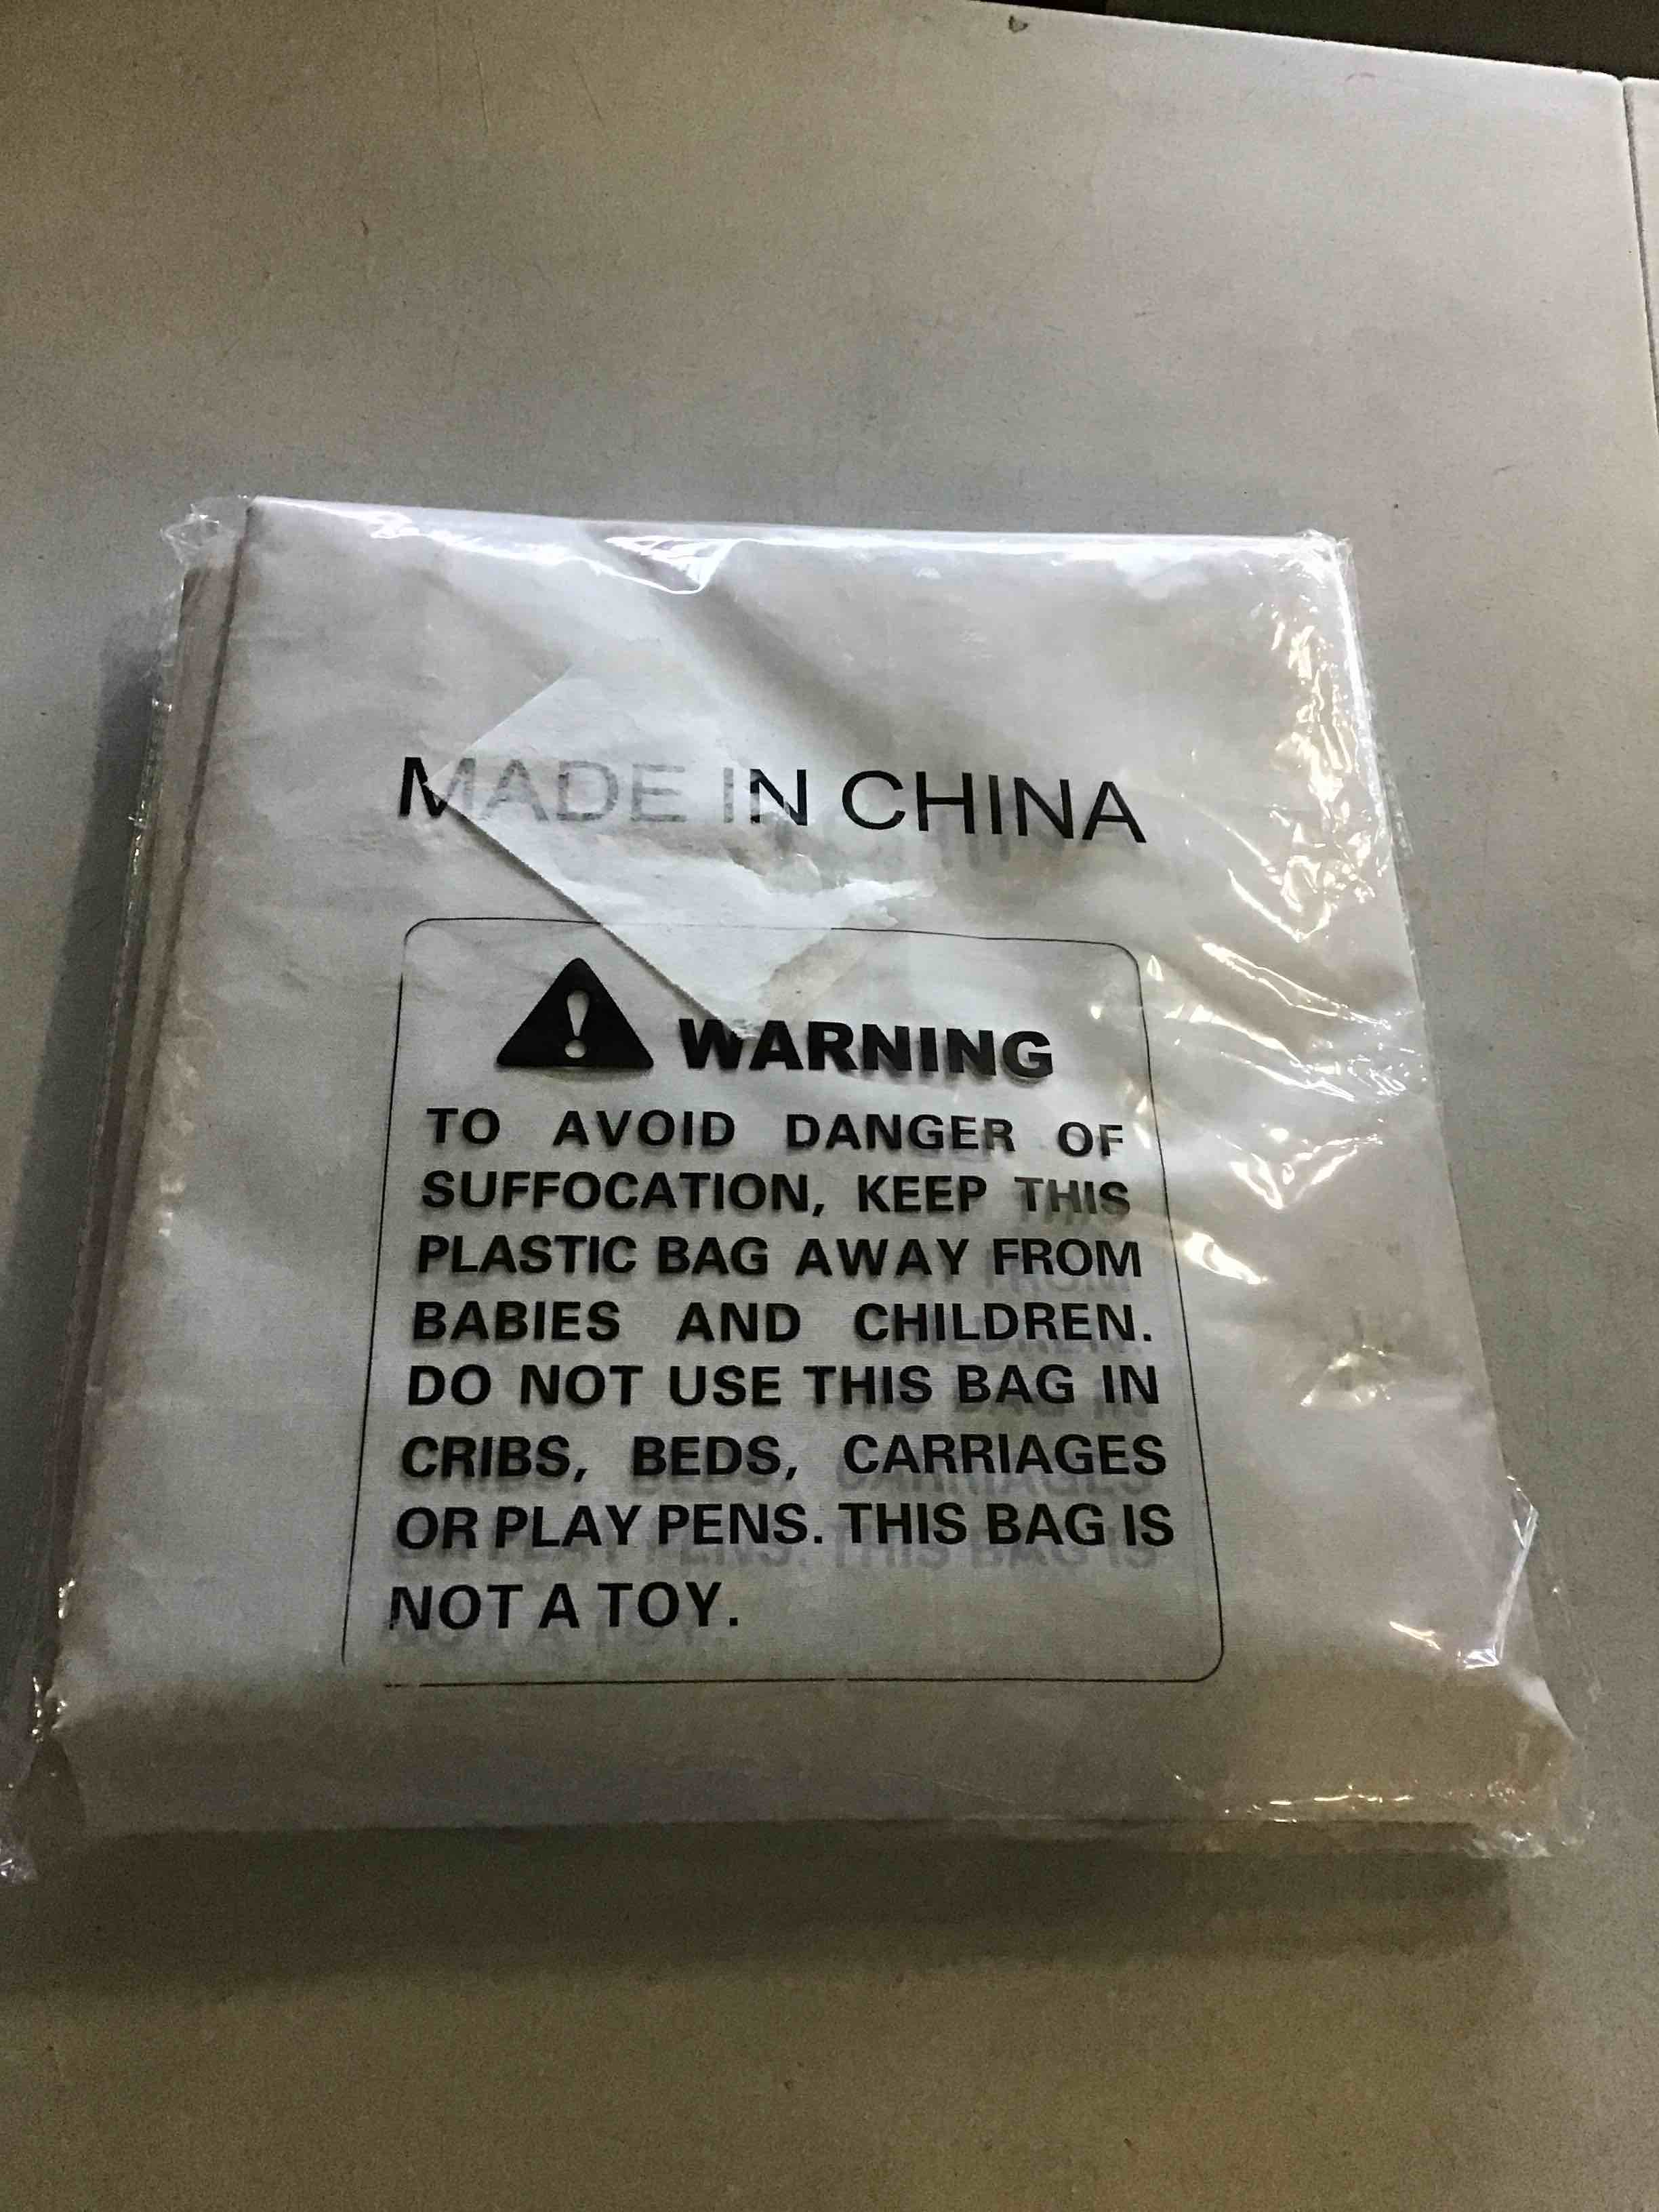 MADE IN CHINA
WARNING
TO AVOID DANGER OF
SUFFOCATION, KEEP THIS
PLASTIC BAG AWAY FROM
BABIES AND CHILDREN.
DO NOT USE THIS BAG IN
CRIBS, BEDS, CARRIAGES
OR PLAY PENS. THIS BAG IS
NOT A TOY.